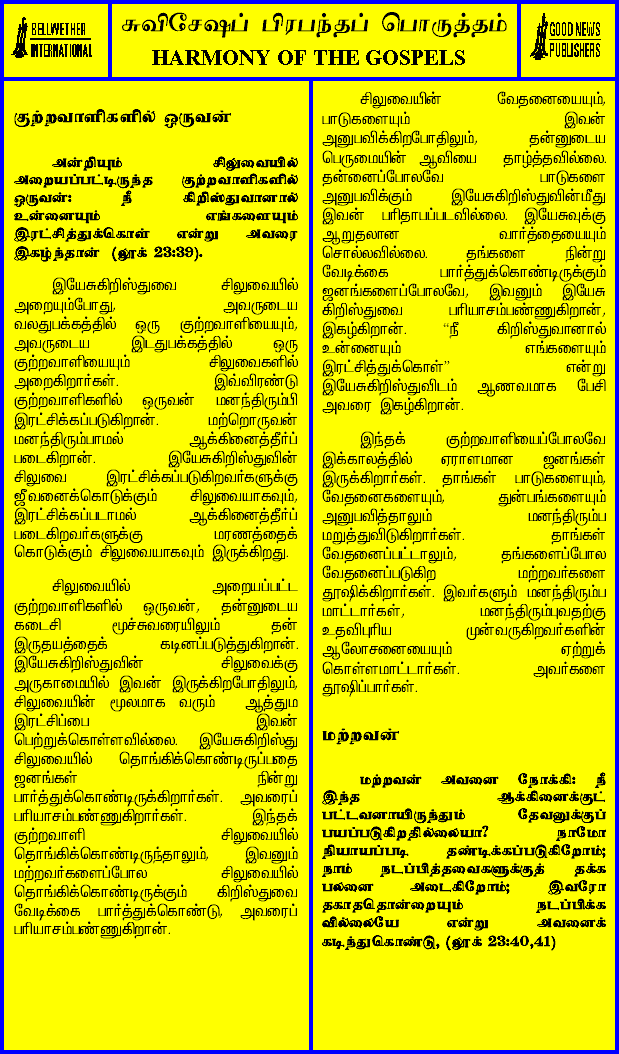 BELLWETHER
INTERNATIONAL
சுவிசேஷப் பிரபந்தப் பொருத்தம்
HARMONY OF THE GOSPELS
GOOD NEWS
PUBLISHERS
குற்றவாளிகளில் ஒருவன்
அன்றியும் சிலுவையில்
அறையப்பட்டிருந்த குற்றவாளிகளில்
ஒருவன்: நீ கிறிஸ்துவானால்
உன்னையும் எங்களையும்
இரட்சித்துக்கொள் என்று அவரை
இகழ்ந்தான் (லூக் 23:39).
இயேசுகிறிஸ்துவை சிலுவையில்
அறையும்போது, அவருடைய
வலதுபக்கத்தில் ஒரு குற்றவாளியையும்,
அவருடைய இடதுபக்கத்தில் ஒரு
குற்றவாளியையும் சிலுவைகளில்
அறைகிறார்கள். இவ்விரண்டு
குற்றவாளிகளில் ஒருவன் மனந்திரும்பி
இரட்சிக்கப்படுகிறான். மற்றொருவன்
மனந்திரும்பாமல் ஆக்கினைத்தீர்ப்
படைகிறான். இயேசுகிறிஸ்துவின்
சிலுவை இரட்சிக்கப்படுகிறவர்களுக்கு
ஜீவனைக்கொடுக்கும் சிலுவையாகவும்,
இரட்சிக்கப்படாமல் ஆக்கினைத்தீர்ப்
படைகிறவர்களுக்கு மரணத்தைக்
கொடுக்கும் சிலுவையாகவும் இருக்கிறது.
சிலுவையில் அறையப்பட்ட
குற்றவாளிகளில் ஒருவன், தன்னுடைய
கடைசி மூச்சுவரையிலும் தன்
இருதயத்தைக் கடினப்படுத்துகிறான்.
இயேசுகிறிஸ்துவின் சிலுவைக்கு
அருகாமையில் இவன் இருக்கிறபோதிலும்,
சிலுவையின் மூலமாக வரும் ஆத்தும
இரட்சிப்பை இவன்
பெற்றுக்கொள்ளவில்லை. இயேசுகிறிஸ்து
சிலுவையில் தொங்கிக்கொண்டிருப்பதை
ஜனங்கள் நின்று
பார்த்துக்கொண்டிருக்கிறார்கள். அவரைப்
பரியாசம்பண்ணுகிறார்கள். இந்தக்
குற்றவாளி சிலுவையில்
தொங்கிக்கொண்டிருந்தாலும், இவனும்
மற்றவர்களைப்போல சிலுவையில்
தொங்கிக்கொண்டிருக்கும் கிறிஸ்துவை
வேடிக்கை பார்த்துக்கொண்டு, அவரைப்
பரியாசம்பண்ணுகிறான்.
சிலுவையின் வேதனையையும்,
பாடுகளையும் இவன்
அனுபவிக்கிறபோதிலும், தன்னுடைய
பெருமையின் ஆவியை தாழ்த்தவில்லை.
தன்னைப்போலவே பாடுகளை
அனுபவிக்கும் இயேசுகிறிஸ்துவின்மீது
இவன் பரிதாபப்படவில்லை. இயேசுவுக்கு
ஆறுதலான வார்த்தையையும்
சொல்லவில்லை. தங்களை நின்று
வேடிக்கை பார்த்துக்கொண்டிருக்கும்
ஜனங்களைப்போலவே, இவனும் இயேசு
கிறிஸ்துவை பரியாசம்பண்ணுகிறான்,
இகழ்கிறான். “நீ கிறிஸ்துவானால்
உன்னையும் எங்களையும்
இரட்சித்துக்கொள்” என்று
இயேசுகிறிஸ்துவிடம் ஆணவமாக பேசி
அவரை இகழ்கிறான்.
இந்தக் குற்றவாளியைப்போலவே
இக்காலத்தில் ஏராளமான ஜனங்கள்
இருக்கிறார்கள். தாங்கள் பாடுகளையும்,
வேதனைகளையும், துன்பங்களையும்
அனுபவித்தாலும் மனந்திரும்ப
மறுத்துவிடுகிறார்கள். தாங்கள்
வேதனைப்பட்டாலும், தங்களைப்போல
வேதனைப்படுகிற மற்றவர்களை
தூஷிக்கிறார்கள். இவர்களும் மனந்திரும்ப
மாட்டார்கள், மனந்திரும்புவதற்கு
உதவிபுரிய முன்வருகிறவர்களின்
ஆலோசனையையும் ஏற்றுக்
கொள்ளமாட்டார்கள். அவர்களை
தூஷிப்பார்கள்.
மற்றவன்
மற்றவன் அவனை நோக்கி: நீ
இந்த ஆக்கினைக்குட்
பட்டவனாயிருந்தும் தேவனுக்குப்
பயப்படுகிறதில்லையா? நாமோ
நியாயப்படி தண்டிக்கப்படுகிறோம்;
நாம் நடப்பித்தவைகளுக்குத் தக்க
பலனை அடைகிறோம்; இவரோ
தகாததொன்றையும் நடப்பிக்க
வில்லையே என்று அவனைக்
கடிந்துகொண்டு, (லூக் 23:40,41)